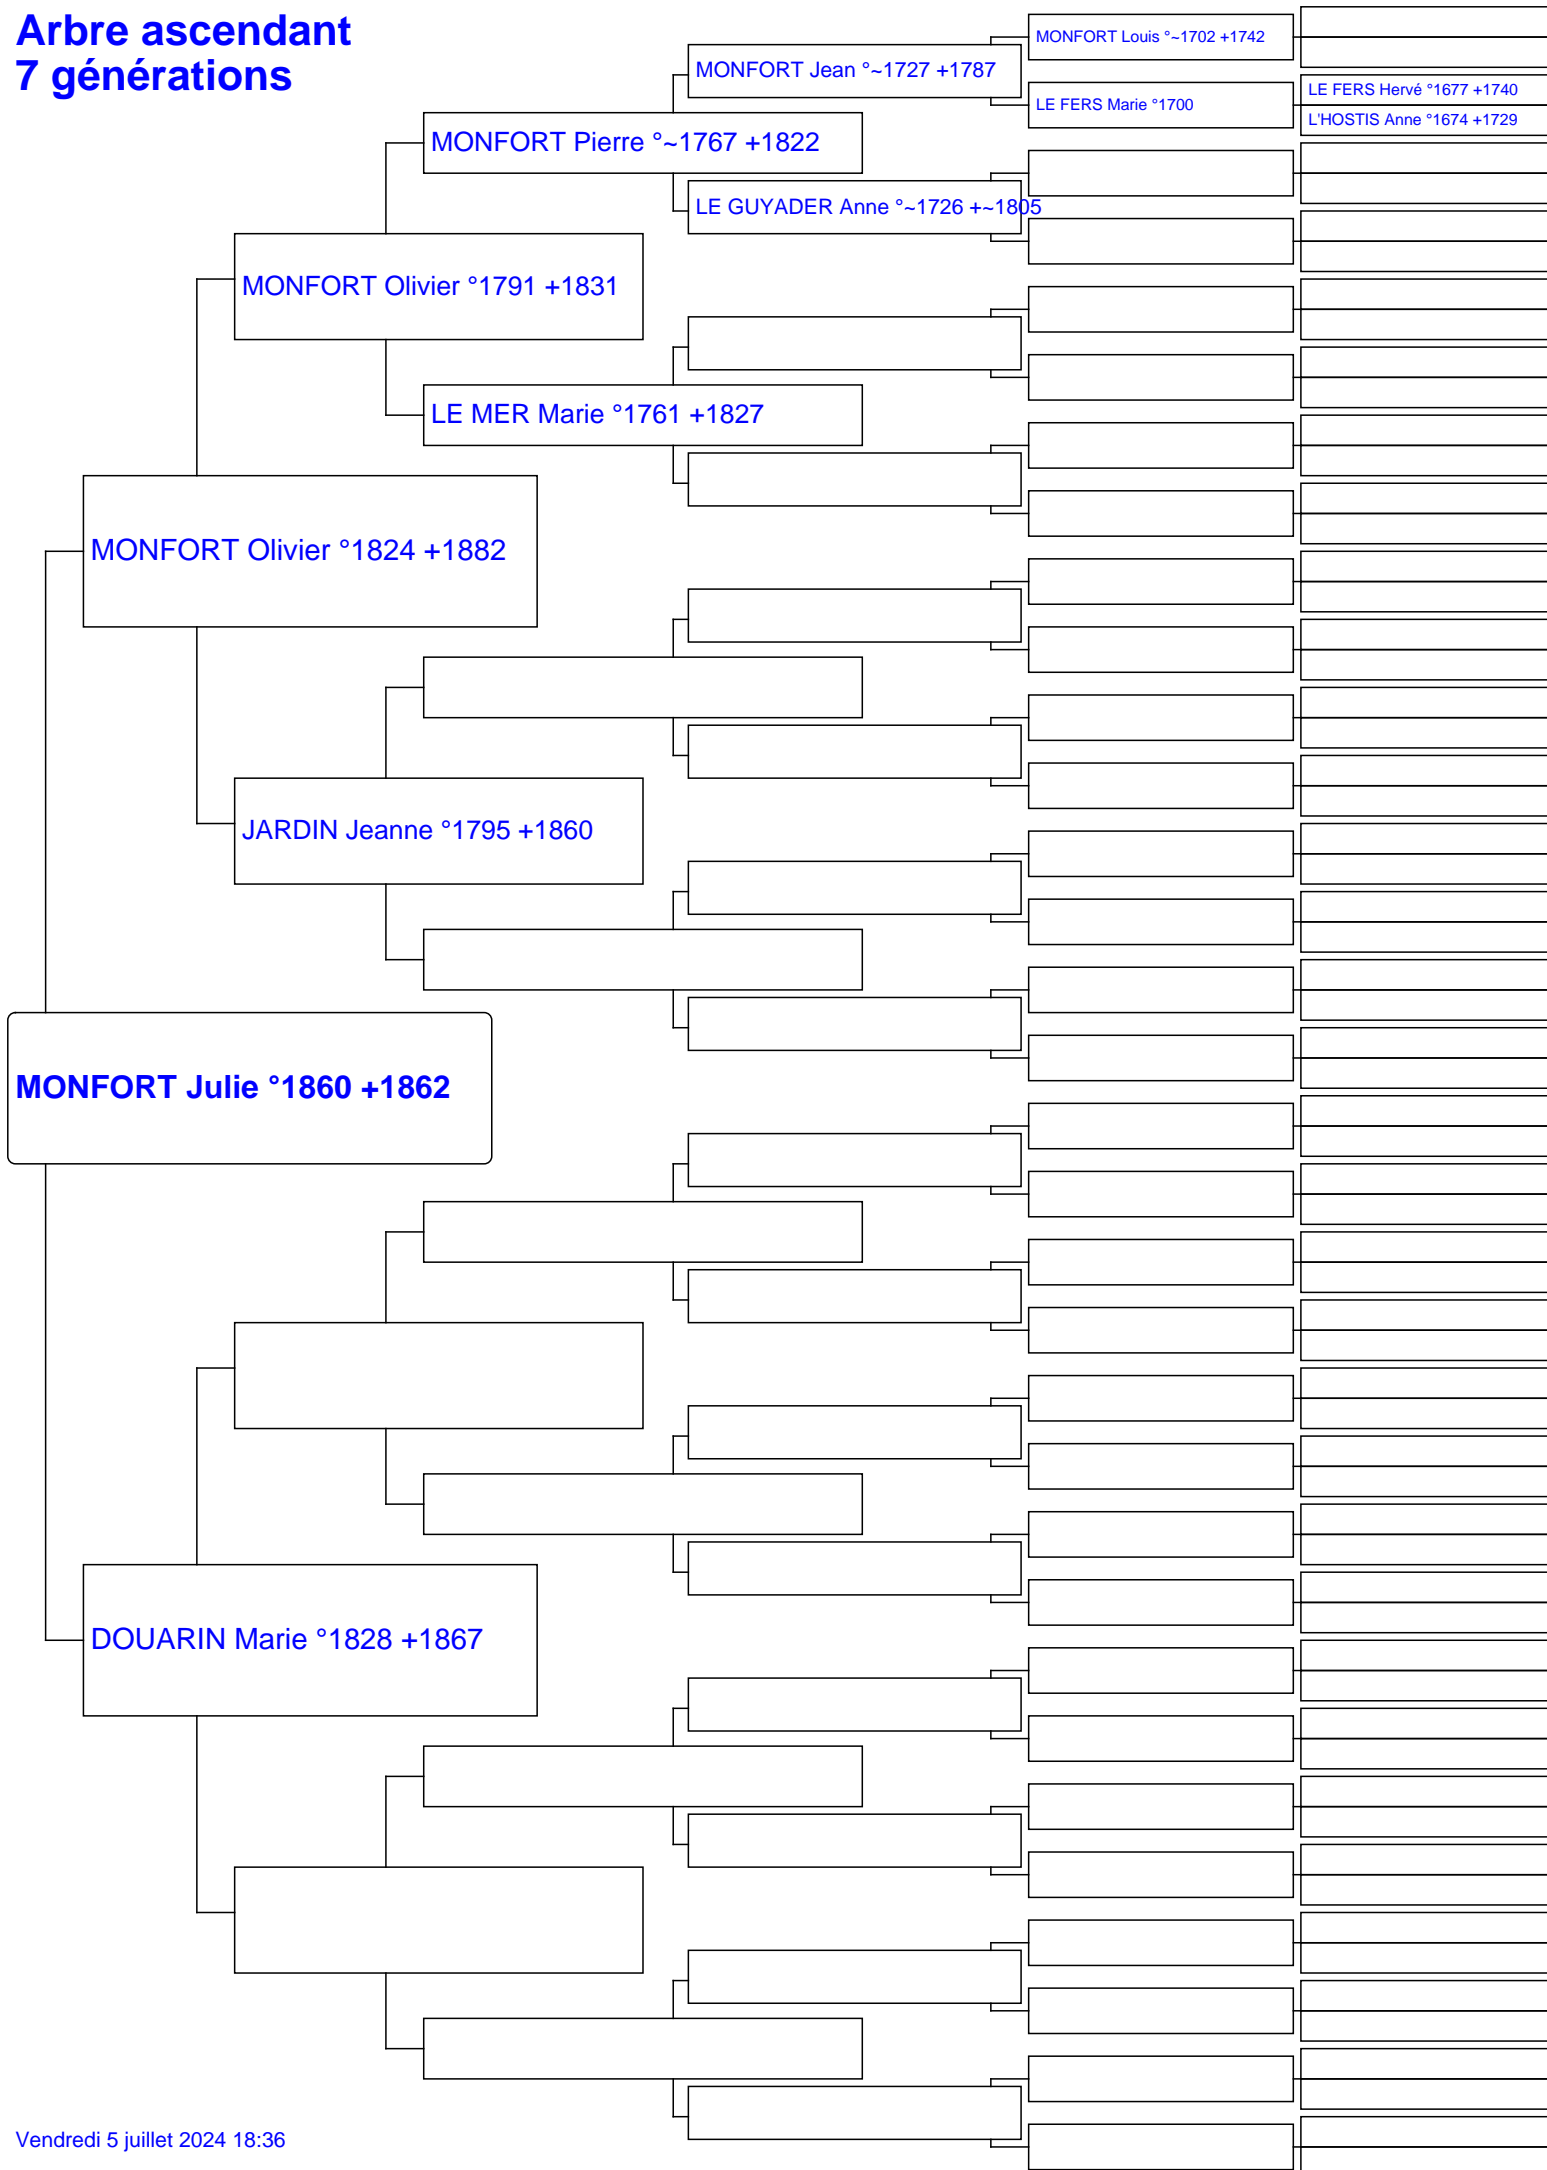 Arbre ascendant
7 générations
MONFORT Louis °~1702 +1742
MONFORT Jean °~1727 +1787
LE FERS Hervé °1677 +1740
LE FERS Marie °1700
L'HOSTIS Anne °1674 +1729
MONFORT Pierre °~1767 +1822
LE GUYADER Anne °~1726 +~1805
MONFORT Olivier °1791 +1831
LE MER Marie °1761 +1827
MONFORT Olivier °1824 +1882
JARDIN Jeanne °1795 +1860
MONFORT Julie °1860 +1862
DOUARIN Marie °1828 +1867
Vendredi 5 juillet 2024 18:36